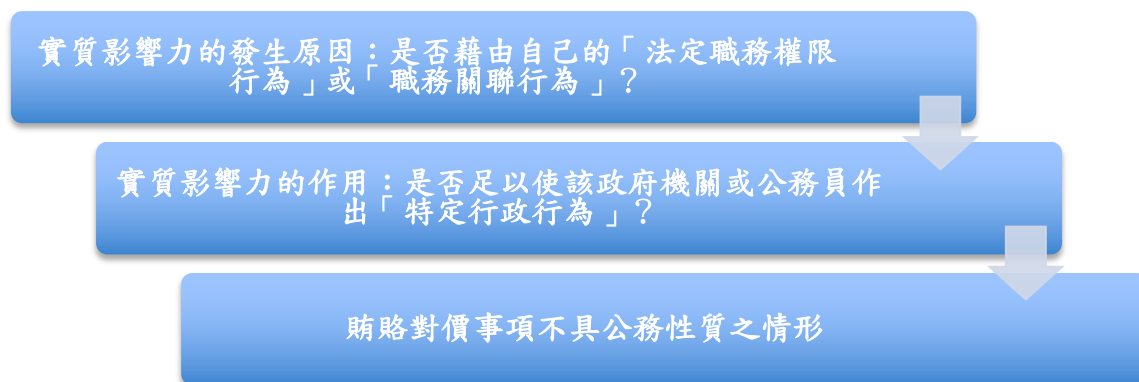 實質影響力的發生原因：是否藉由自己的「法定職務權限
行為」或「職務關聯行為」？
實質影響力的作用：是否足以使該政府機關或公務員作
出「特定行政行為」？
賄賂對價事項不具公務性質之情形